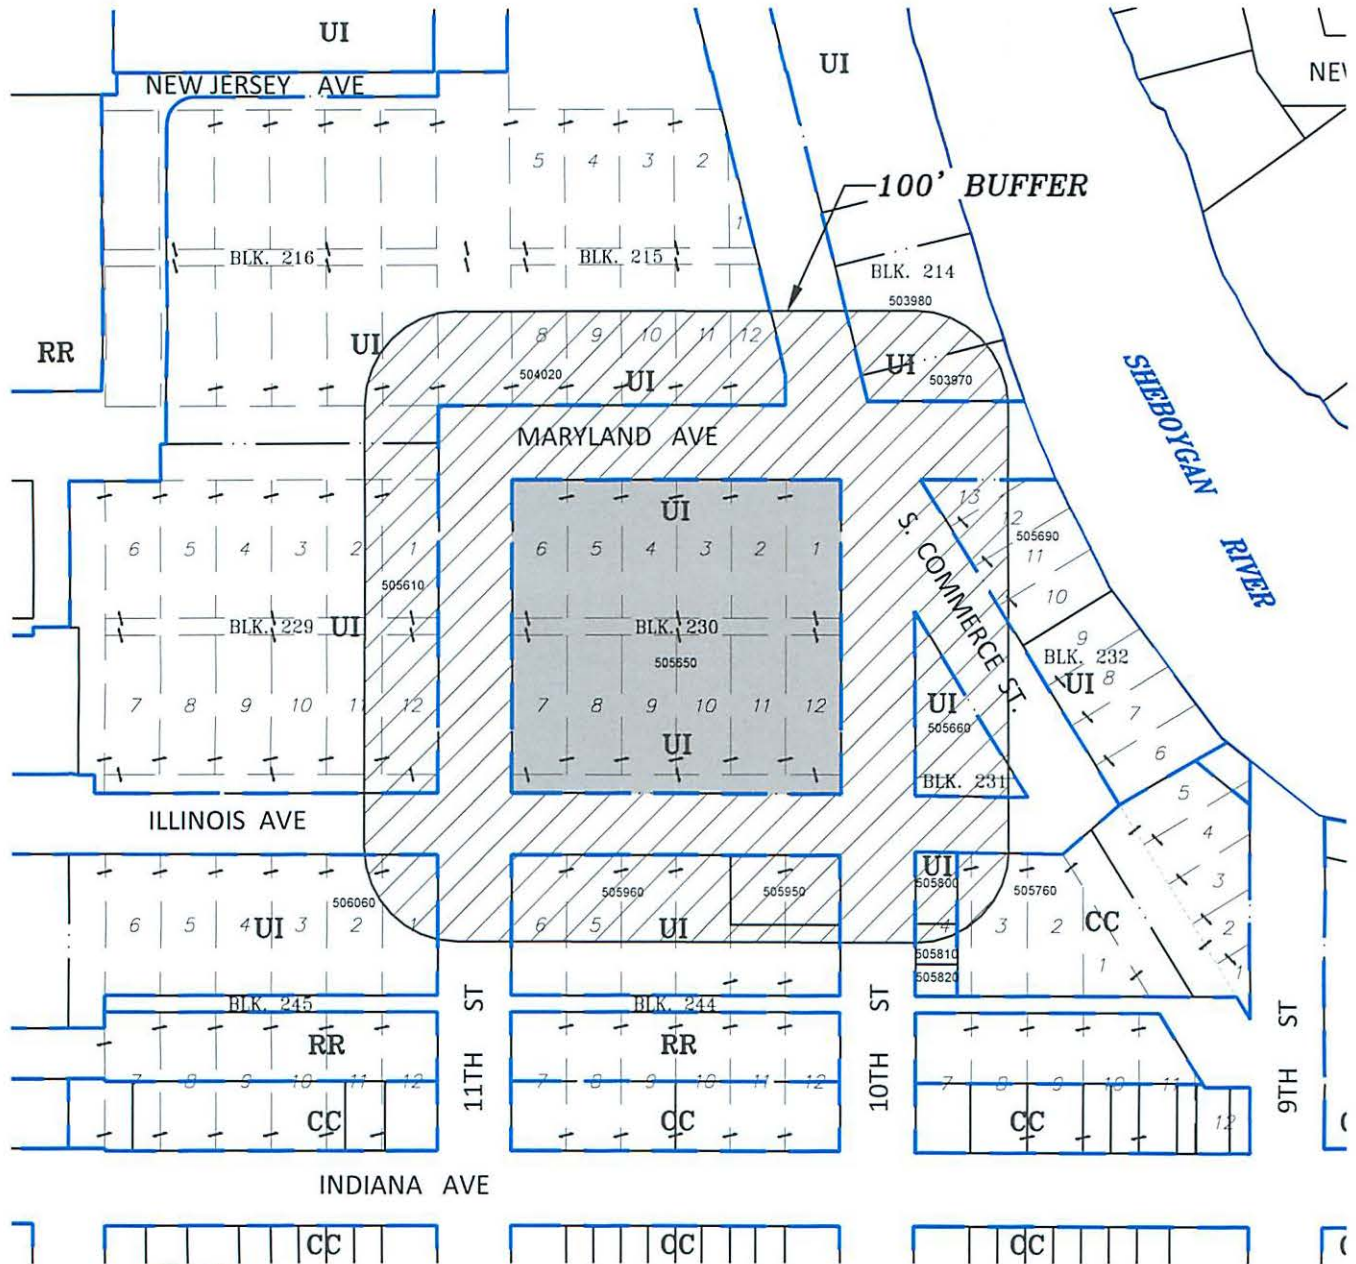 UI
UI
NEW JERSEY AVE
NEW
5 4 3 2
100' BUFFER
1
BLK. 216
BLK. 215
BLK. 214
503980
8 9 10 11 12
UI
RR
UI
504020
UI
503970
MARYLAND AVE
SHEBOYGAN RIVER
13
UI
12
S. COMMERCE ST.
505690
6 5 4 3 2 1
6 5 4 3 2 1
11
505610
10
BLK. 229
UI
BLK. 230
9
BLK. 232
505650
UI
8
7 8 9 10 11 12
7 8 9 10 11 12
UI
7
505660
UI
6
BLK. 231
5
ILLINOIS AVE
4
UI
505800
505760
505960
505950
506060
3
6 5 4 3 2 1
UI
6 5
UI
4
3 2
CC
2
505810
1
1
505820
BLK. 245
BLK. 244
11TH ST
10TH ST
9TH ST
RR
RR
7 8 9 10 11 12
7 8 9 10 11 12
7 8 9 10 11
CC
CC
CC
12
INDIANA AVE
CC
CC
CC